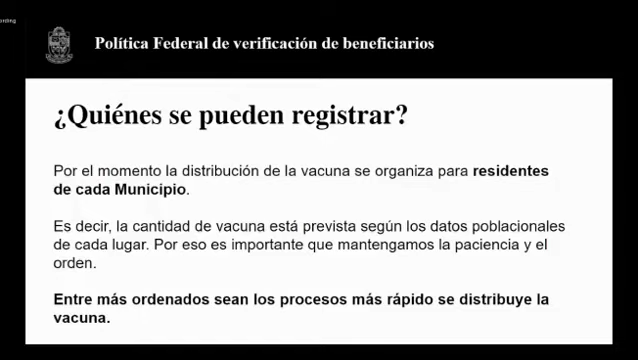 ording
Política Federal de verificación de beneficiarios
¿Quiénes se pueden registrar?
Por el momento la distribución de la vacuna se organiza para residentes
de cada Municipio.
Es decir, la cantidad de vacuna está prevista según los datos poblacionales
de cada lugar. Por eso es importante que mantengamos la paciencia y el
orden.
Entre más ordenados sean los procesos más rápido se distribuye la
vacuna.